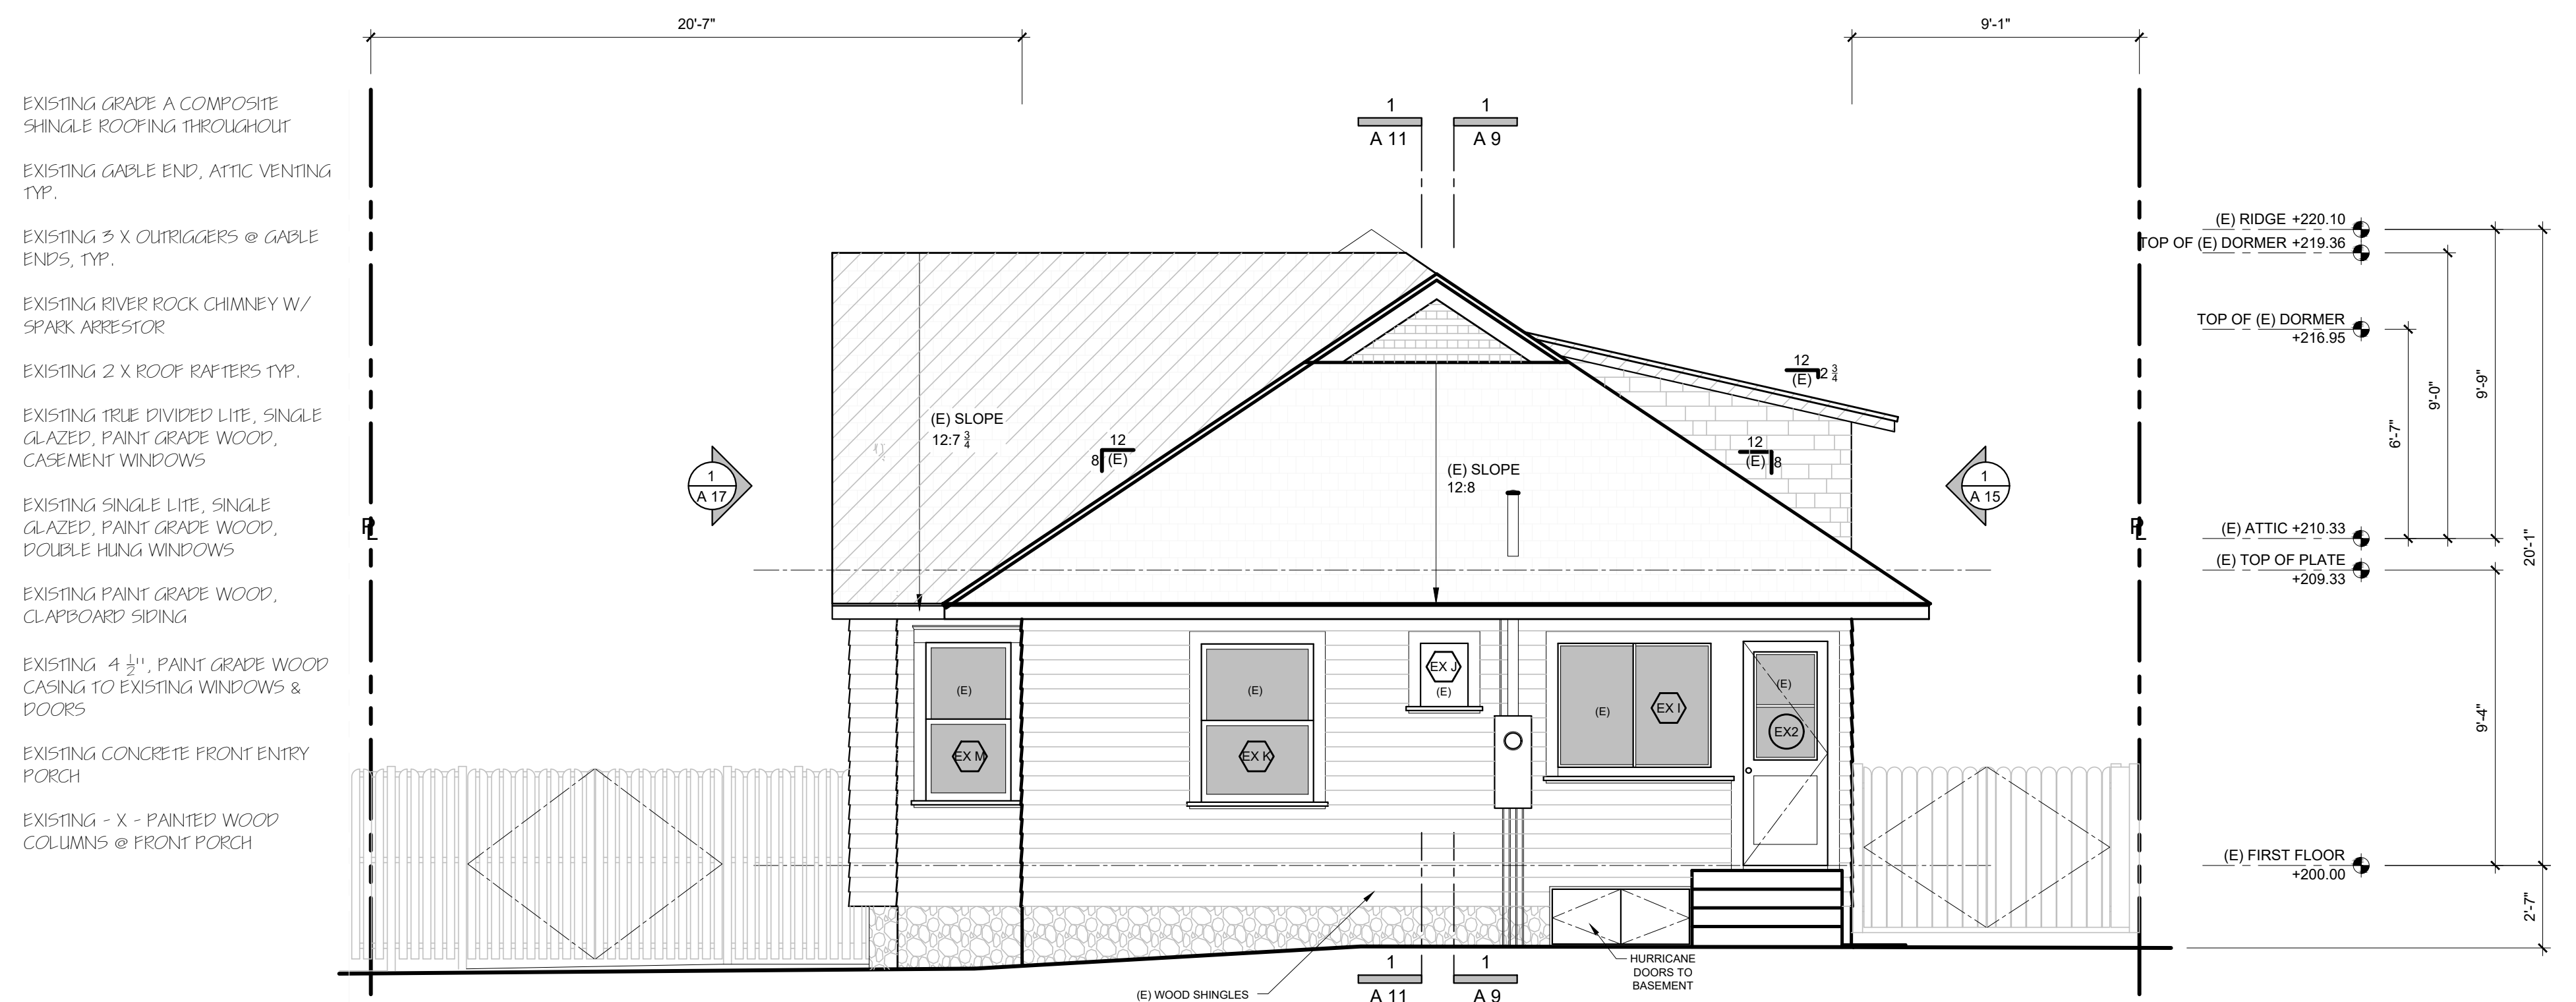 20'-7"
9'-1"
EXISTING GRADE A COMPOSITE
SHINGLE ROOFING THROUGHOUT
EXISTING GABLE END, ATTIC VENTING
TYP.
EXISTING 3 X OUTRIGGERS @ GABLE
ENDS, TYP.
EXISTING RIVER ROCK CHIMNEY W/
SPARK ARRESTOR
EXISTING 2 X ROOF RAFTERS TYP.
EXISTING TRUE DIVIDED LITE, SINGLE
GLAZED, PAINT GRADE WOOD,
CASEMENT WINDOWS
EXISTING SINGLE LITE, SINGLE
GLAZED, PAINT GRADE WOOD,
DOUBLE HUNG WINDOWS
EXISTING PAINT GRADE WOOD,
CLAPBOARD SIDING
EXISTING 4 1/2", PAINT GRADE WOOD
CASING TO EXISTING WINDOWS &
DOORS
EXISTING CONCRETE FRONT ENTRY
PORCH
EXISTING - X - PAINTED WOOD
COLUMNS @ FRONT PORCH
PL
1
A 11
1
A 9
1
A 17
(E) SLOPE
12:7 3/4
12
8
(E)
(E) SLOPE
12:8
12
(E)
2 3/4
12
(E)
8
1
A 15
PL
(E)
EX M
(E)
EX K
EX J
(E)
(E)
EX I
(E)
EX2
HURRICANE
DOORS TO
BASEMENT
(E) WOOD SHINGLES
1
A 11
1
A 9
(E) RIDGE +220.10
TOP OF (E) DORMER +219.36
TOP OF (E) DORMER
+216.95
(E) ATTIC +210.33
(E) TOP OF PLATE
+209.33
(E) FIRST FLOOR
+200.00
6'-7"
9'-0"
9'-9"
20'-1"
9'-4"
2'-7"